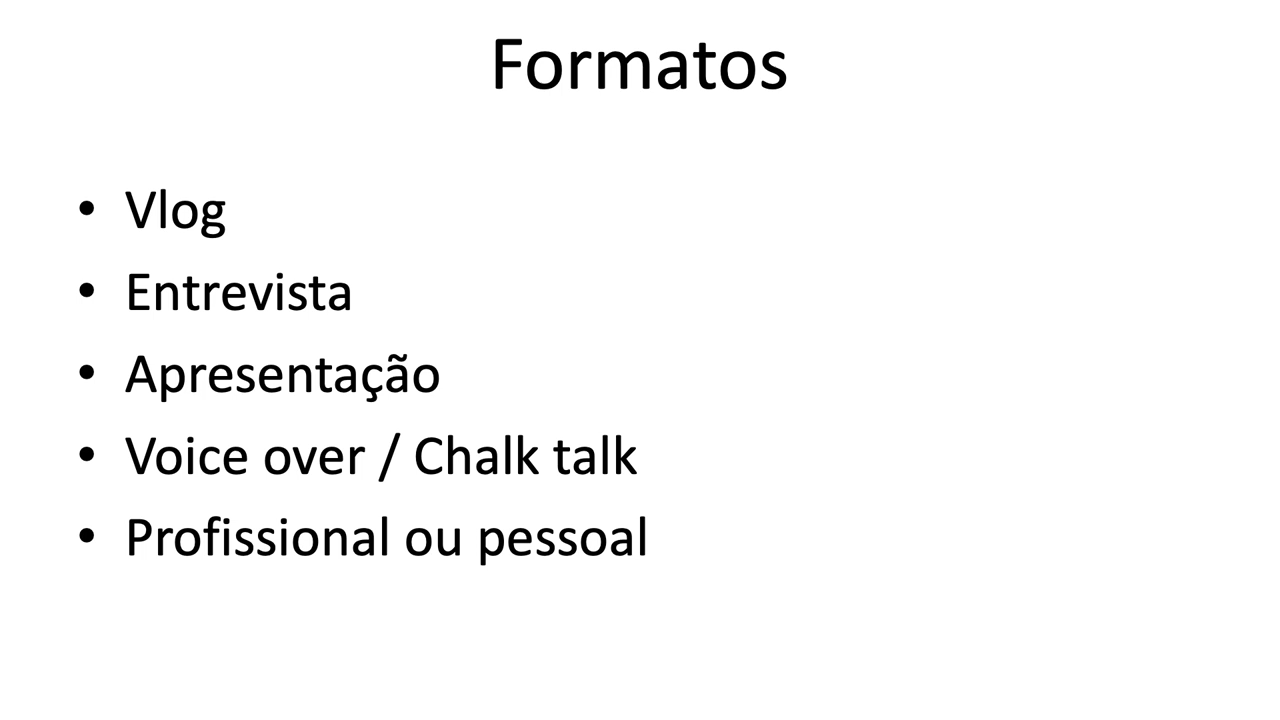 Formatos
• Vlog
• Entrevista
• Apresentação
• Voice over / Chalk talk
• Profissional ou pessoal